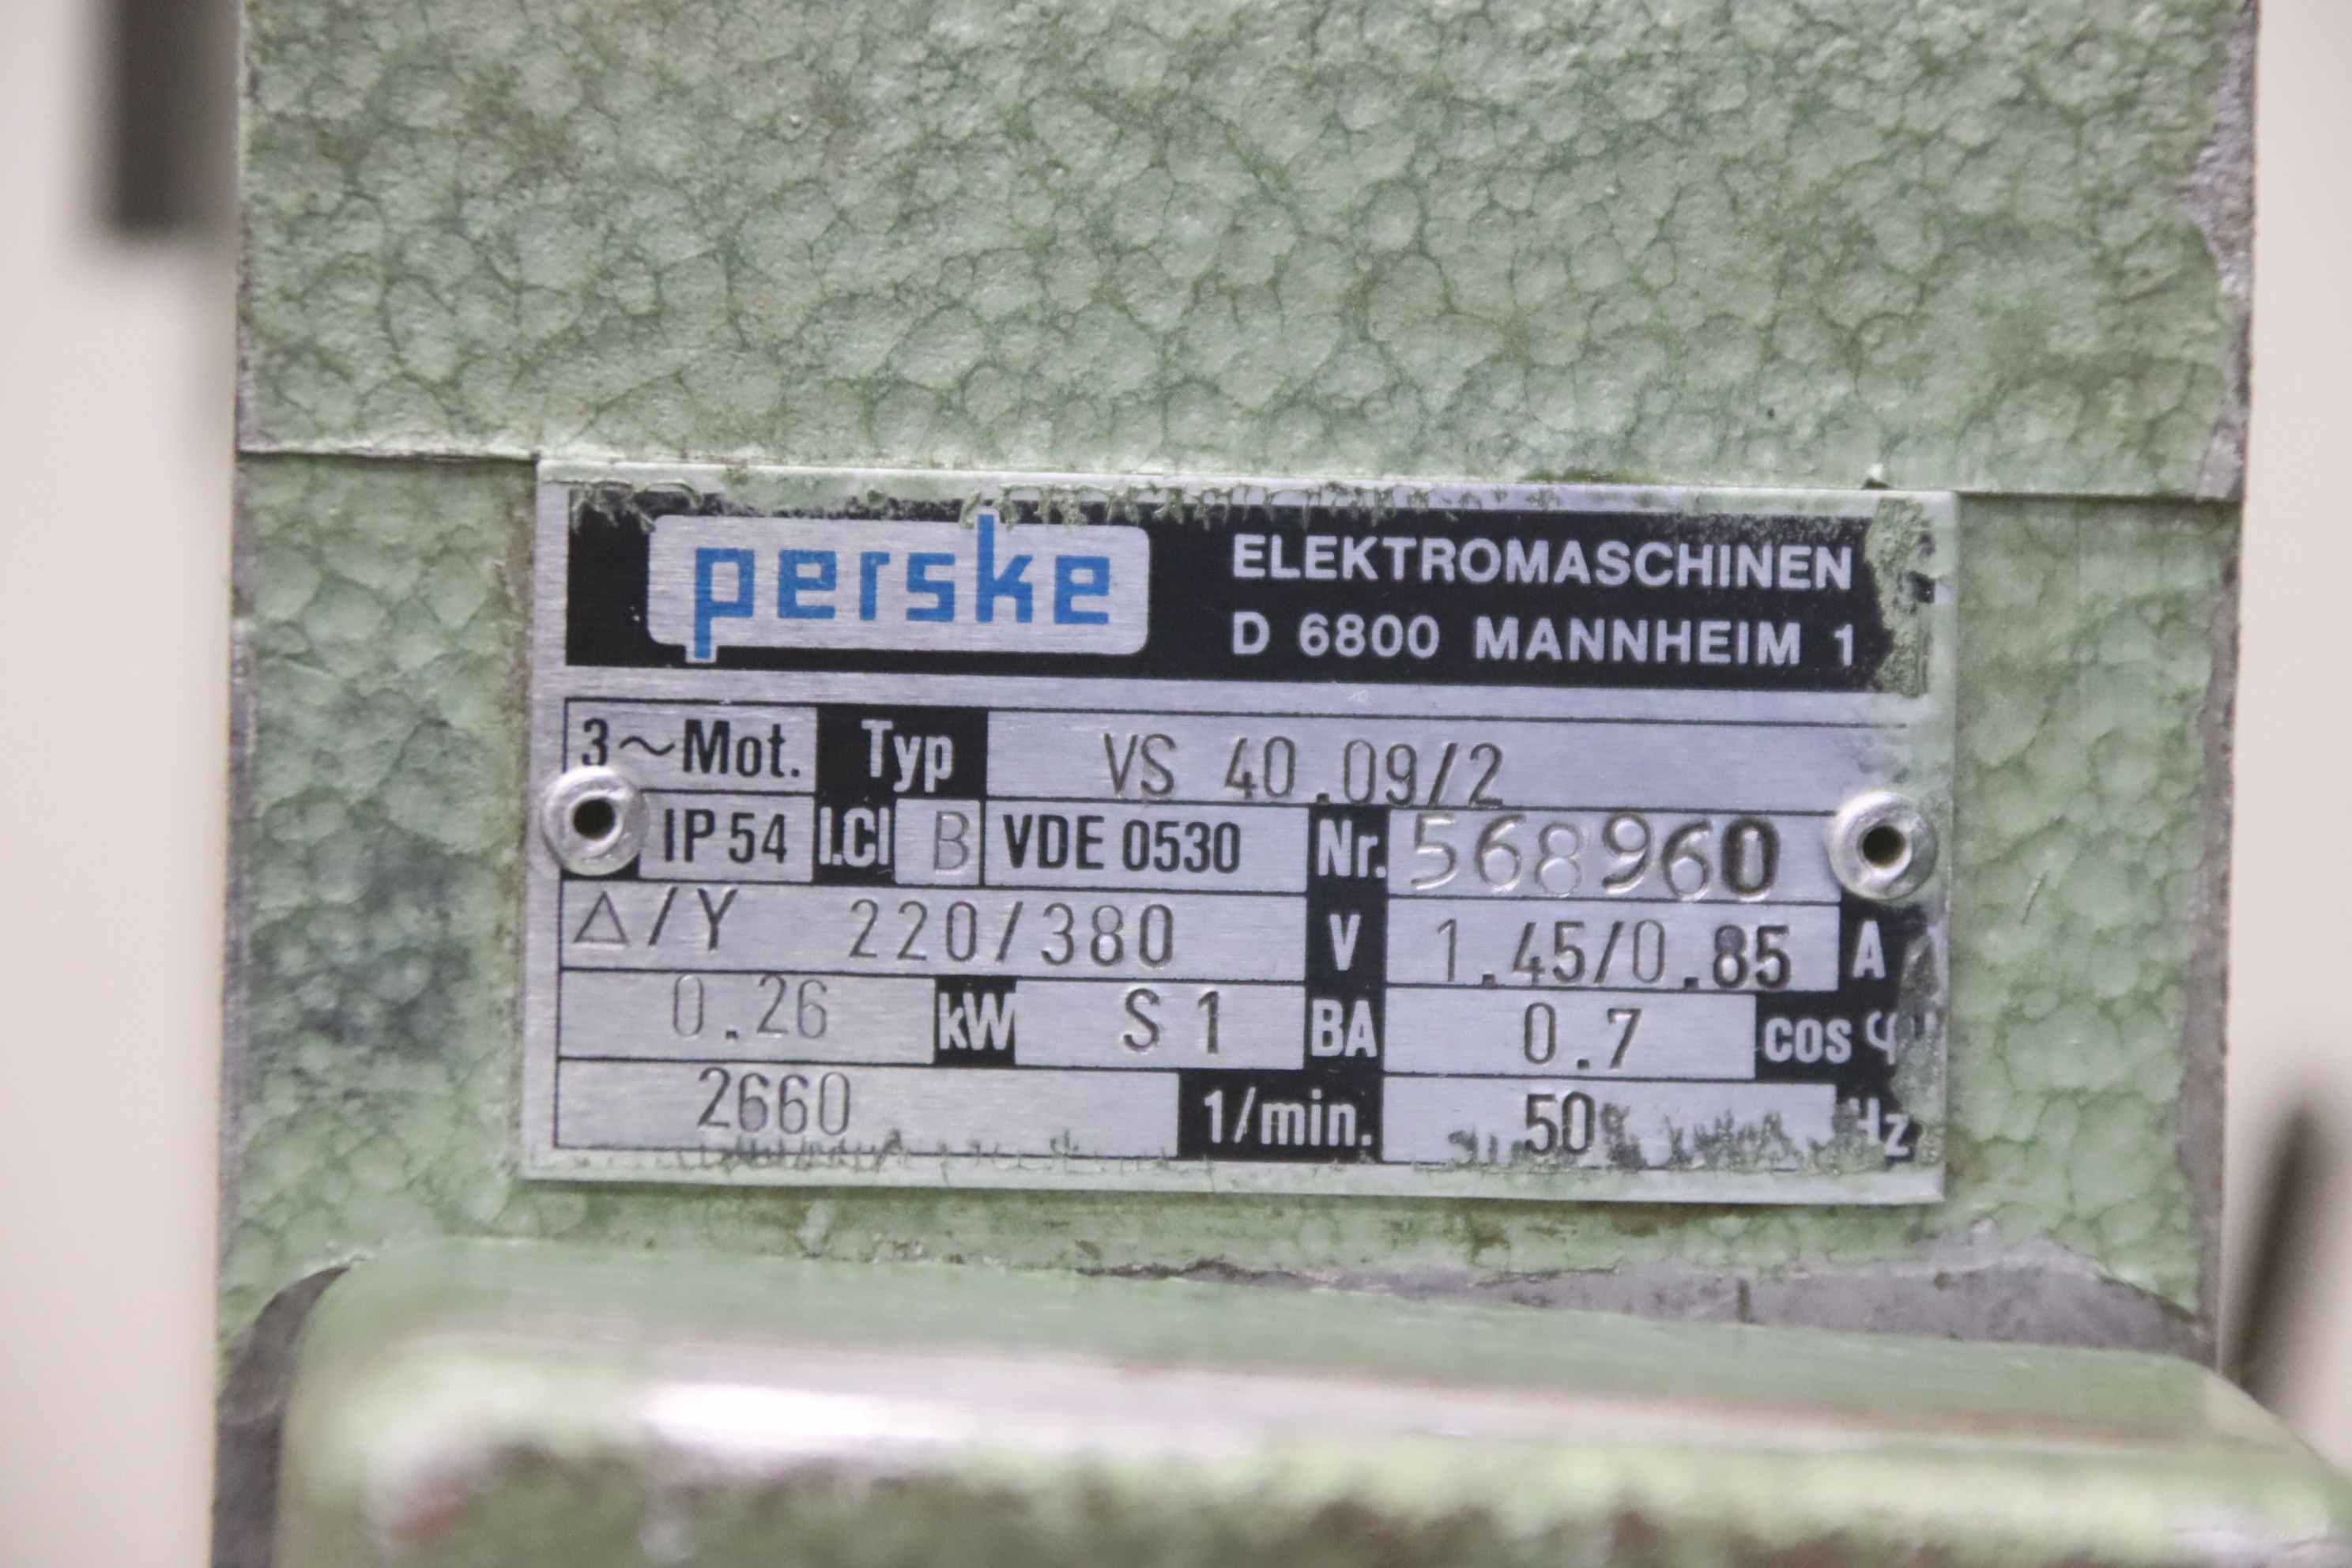 perske
ELEKTROMASCHINEN
D 6800 MANNHEIM 1
3~Mot. Typ VS 40.09/2
IP 54 I.Cl B VDE 0530 Nr. 568960
△/Y 220/380 V 1.45/0.85 A
0.26 kW S 1 BA 0.7 cos φ
2660 1/min. 50 Hz